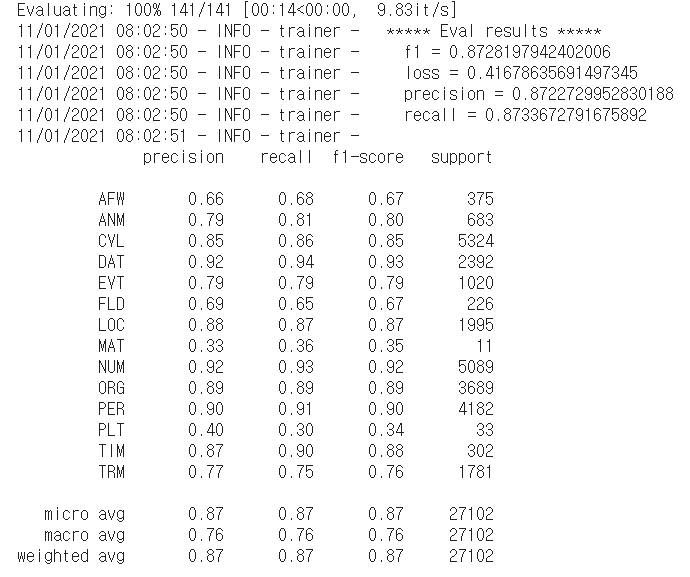 Evaluating: 100% 141/141 [00:14<00:00,  9.83it/s]
11/01/2021 08:02:50 - INFO - trainer -   ***** Eval results *****
11/01/2021 08:02:50 - INFO - trainer -     f1 = 0.8728197942402006
11/01/2021 08:02:50 - INFO - trainer -     loss = 0.41678635691497345
11/01/2021 08:02:50 - INFO - trainer -     precision = 0.8722729952830188
11/01/2021 08:02:50 - INFO - trainer -     recall = 0.8733672791675892
11/01/2021 08:02:51 - INFO - trainer -
precision recall f1-score support
AFW 0.66 0.68 0.67 375
ANM 0.79 0.81 0.80 683
CVL 0.85 0.86 0.85 5324
DAT 0.92 0.94 0.93 2392
EVT 0.79 0.79 0.79 1020
FLD 0.69 0.65 0.67 226
LOC 0.88 0.87 0.87 1995
MAT 0.33 0.36 0.35 11
NUM 0.92 0.93 0.92 5089
ORG 0.89 0.89 0.89 3689
PER 0.90 0.91 0.90 4182
PLT 0.40 0.30 0.34 33
TIM 0.87 0.90 0.88 302
TRM 0.77 0.75 0.76 1781
micro avg 0.87 0.87 0.87 27102
macro avg 0.76 0.76 0.76 27102
weighted avg 0.87 0.87 0.87 27102